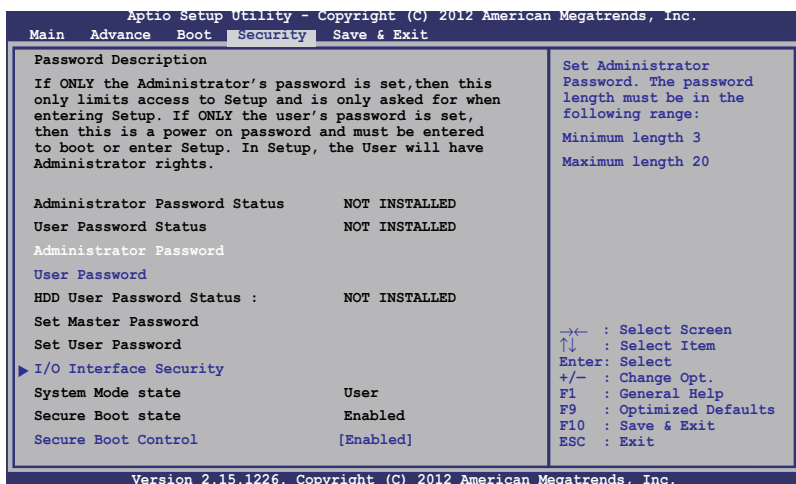 Aptio Setup Utility - Copyright (C) 2012 American Megatrends, Inc.
Main Advance Boot Security Save & Exit
Password Description
If ONLY the Administrator's password is set,then this
only limits access to Setup and is only asked for when
entering Setup. If ONLY the user's password is set,
then this is a power on password and must be entered
to boot or enter Setup. In Setup, the User will have
Administrator rights.
Administrator Password Status NOT INSTALLED
User Password Status NOT INSTALLED
Administrator Password
User Password
HDD User Password Status : NOT INSTALLED
Set Master Password
Set User Password
I/O Interface Security
System Mode state User
Secure Boot state Enabled
Secure Boot Control [Enabled]
Set Administrator
Password. The password
length must be in the
following range:
Minimum length 3
Maximum length 20
→← : Select Screen
↑↓ : Select Item
Enter: Select
+/— : Change Opt.
F1 : General Help
F9 : Optimized Defaults
F10 : Save & Exit
ESC : Exit
Version 2.15.1226. Copyright (C) 2012 American Megatrends, Inc.